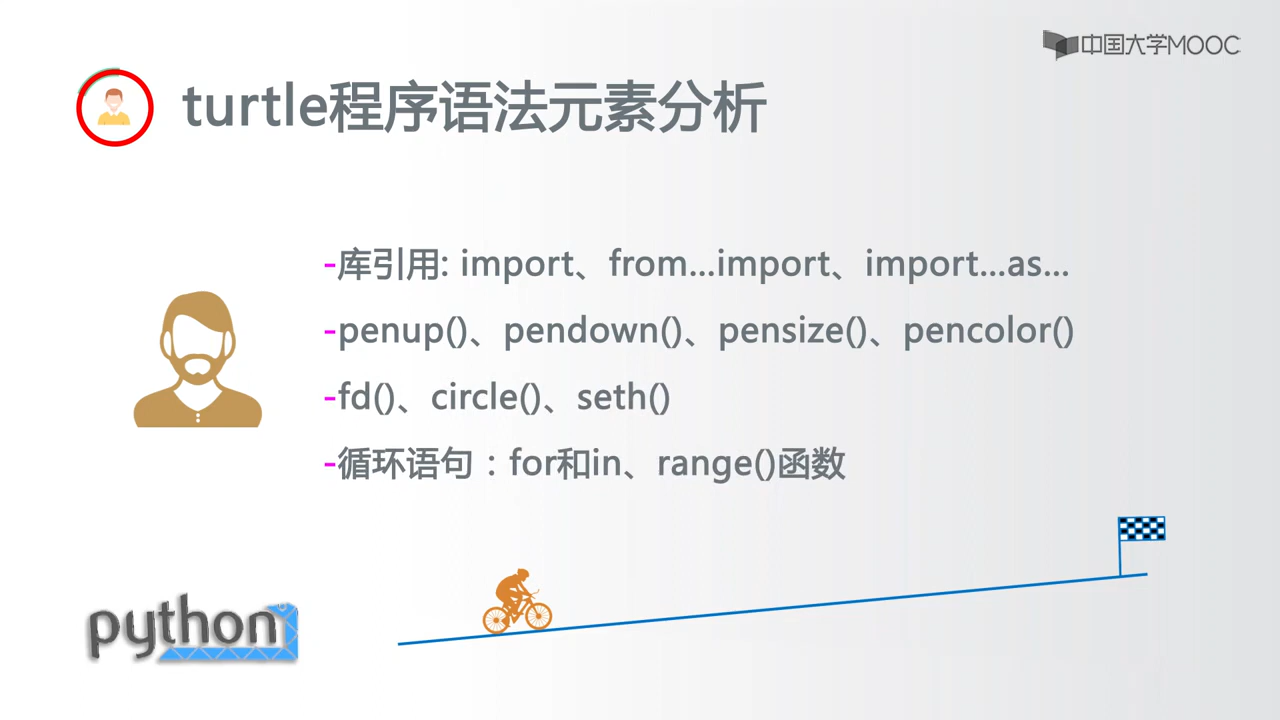 中国大学MOOC
turtle程序语法元素分析
-库引用: import、from...import、import...as...
-penup()、pendown()、pensize()、pencolor()
-fd()、circle()、seth()
-循环语句：for和in、range()函数
python